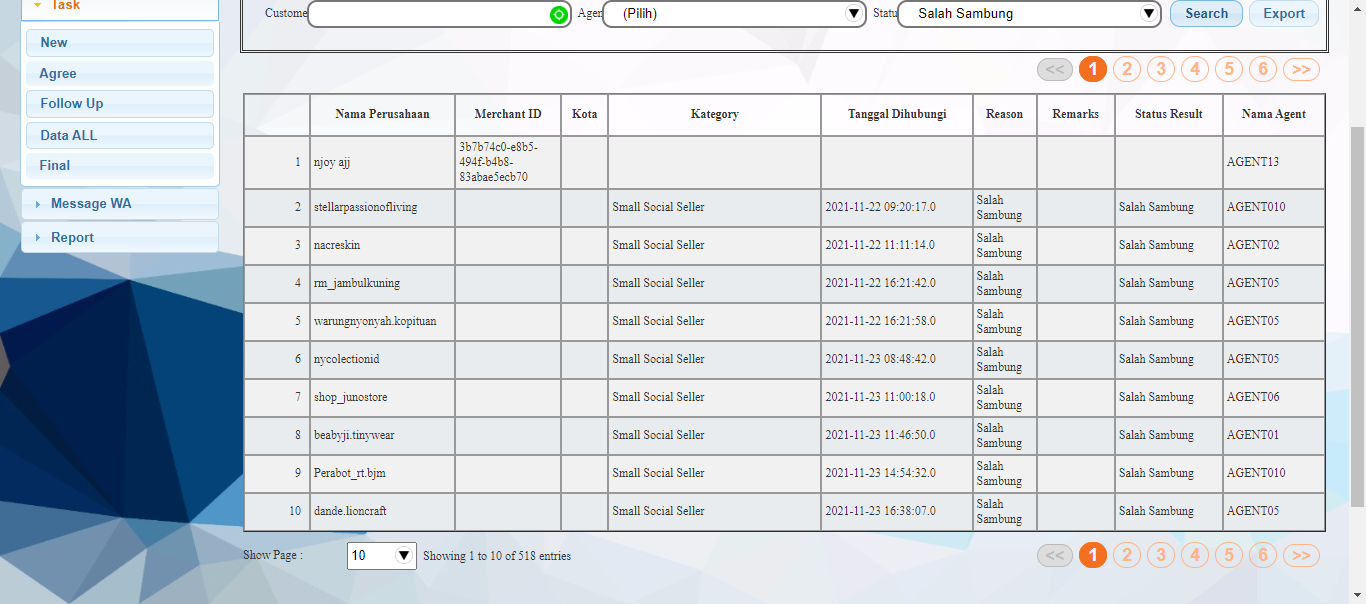 Task
Custome (Pilih) Agen Statu Salah Sambung Search Export
New
Agree
Follow Up
Data ALL
Final
Message WA
Report
<< 1 2 3 4 5 6 >>
Nama Perusahaan Merchant ID Kota Kategory Tanggal Dihubungi Reason Remarks Status Result Nama Agent
1 njoy ajj 3b7b74c0-e8b5-
494f-b4b8-
83abae5ecb70 AGENT13
2 stellarpassionofliving Small Social Seller 2021-11-22 09:20:17.0 Salah
Sambung Salah Sambung AGENT010
3 nacreskin Small Social Seller 2021-11-22 11:11:14.0 Salah
Sambung Salah Sambung AGENT02
4 rm_jambulkuning Small Social Seller 2021-11-22 16:21:42.0 Salah
Sambung Salah Sambung AGENT05
5 warungnyonyah.kopituan Small Social Seller 2021-11-22 16:21:58.0 Salah
Sambung Salah Sambung AGENT05
6 nycolectionid Small Social Seller 2021-11-23 08:48:42.0 Salah
Sambung Salah Sambung AGENT05
7 shop_junostore Small Social Seller 2021-11-23 11:00:18.0 Salah
Sambung Salah Sambung AGENT06
8 beabyji.tinywear Small Social Seller 2021-11-23 11:46:50.0 Salah
Sambung Salah Sambung AGENT01
9 Perabot_rt.bjm Small Social Seller 2021-11-23 14:54:32.0 Salah
Sambung Salah Sambung AGENT010
10 dande.lioncraft Small Social Seller 2021-11-23 16:38:07.0 Salah
Sambung Salah Sambung AGENT05
Show Page : 10 Showing 1 to 10 of 518 entries << 1 2 3 4 5 6 >>